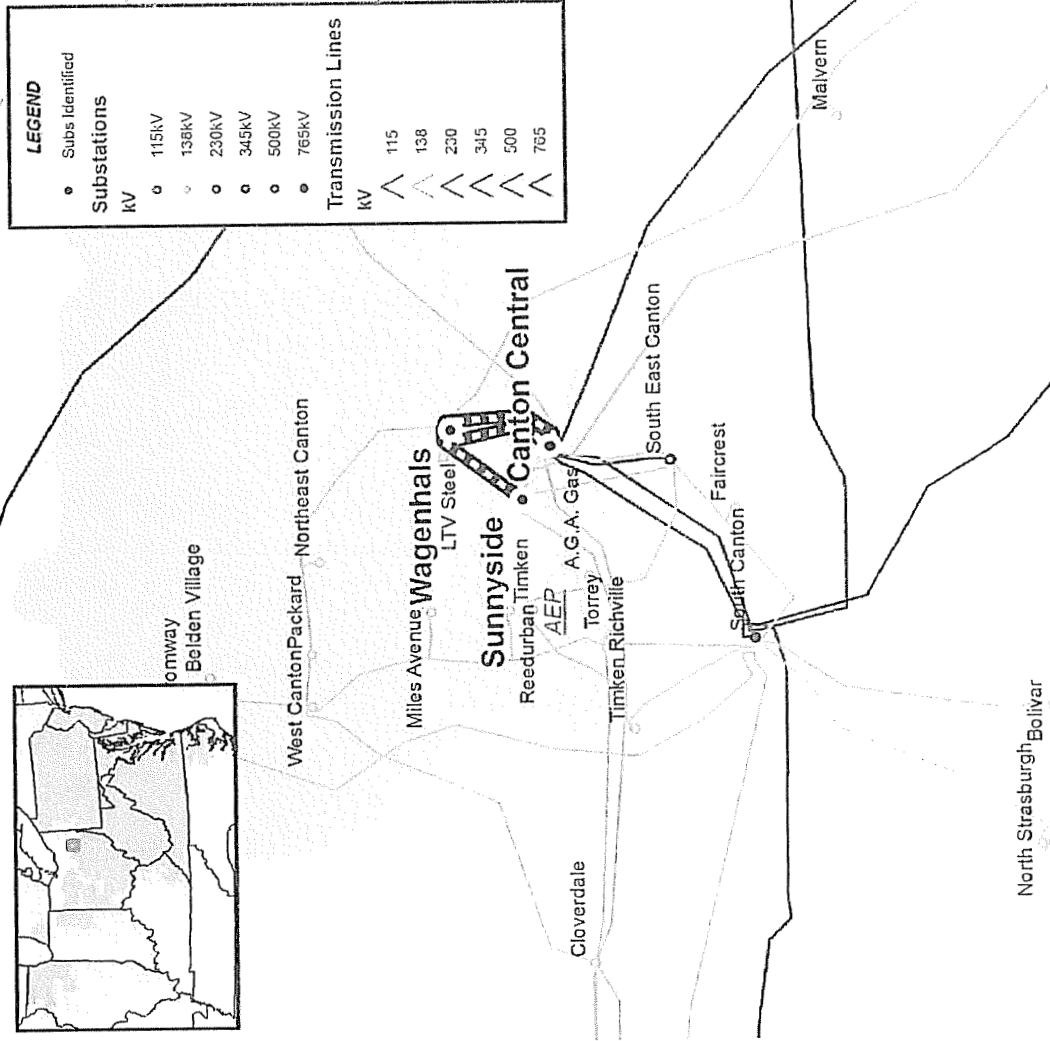 LEGEND
Subs Identified
Substations
kV
115kV
138kV
230kV
345kV
500kV
765kV
Transmission Lines
kV
115
138
230
345
500
765
omway
Belden Village
West Canton
Packard
Northeast Canton
Miles Avenue
Wagenhals
LTV Steel
Sunnyside
Canton Central
Reedurban
Timken
AEP
A.G.A. Gas
Torrey
Timken Richville
South East Canton
Faircrest
South Canton
Malvern
Cloverdale
North Strasburgh
Bolivar